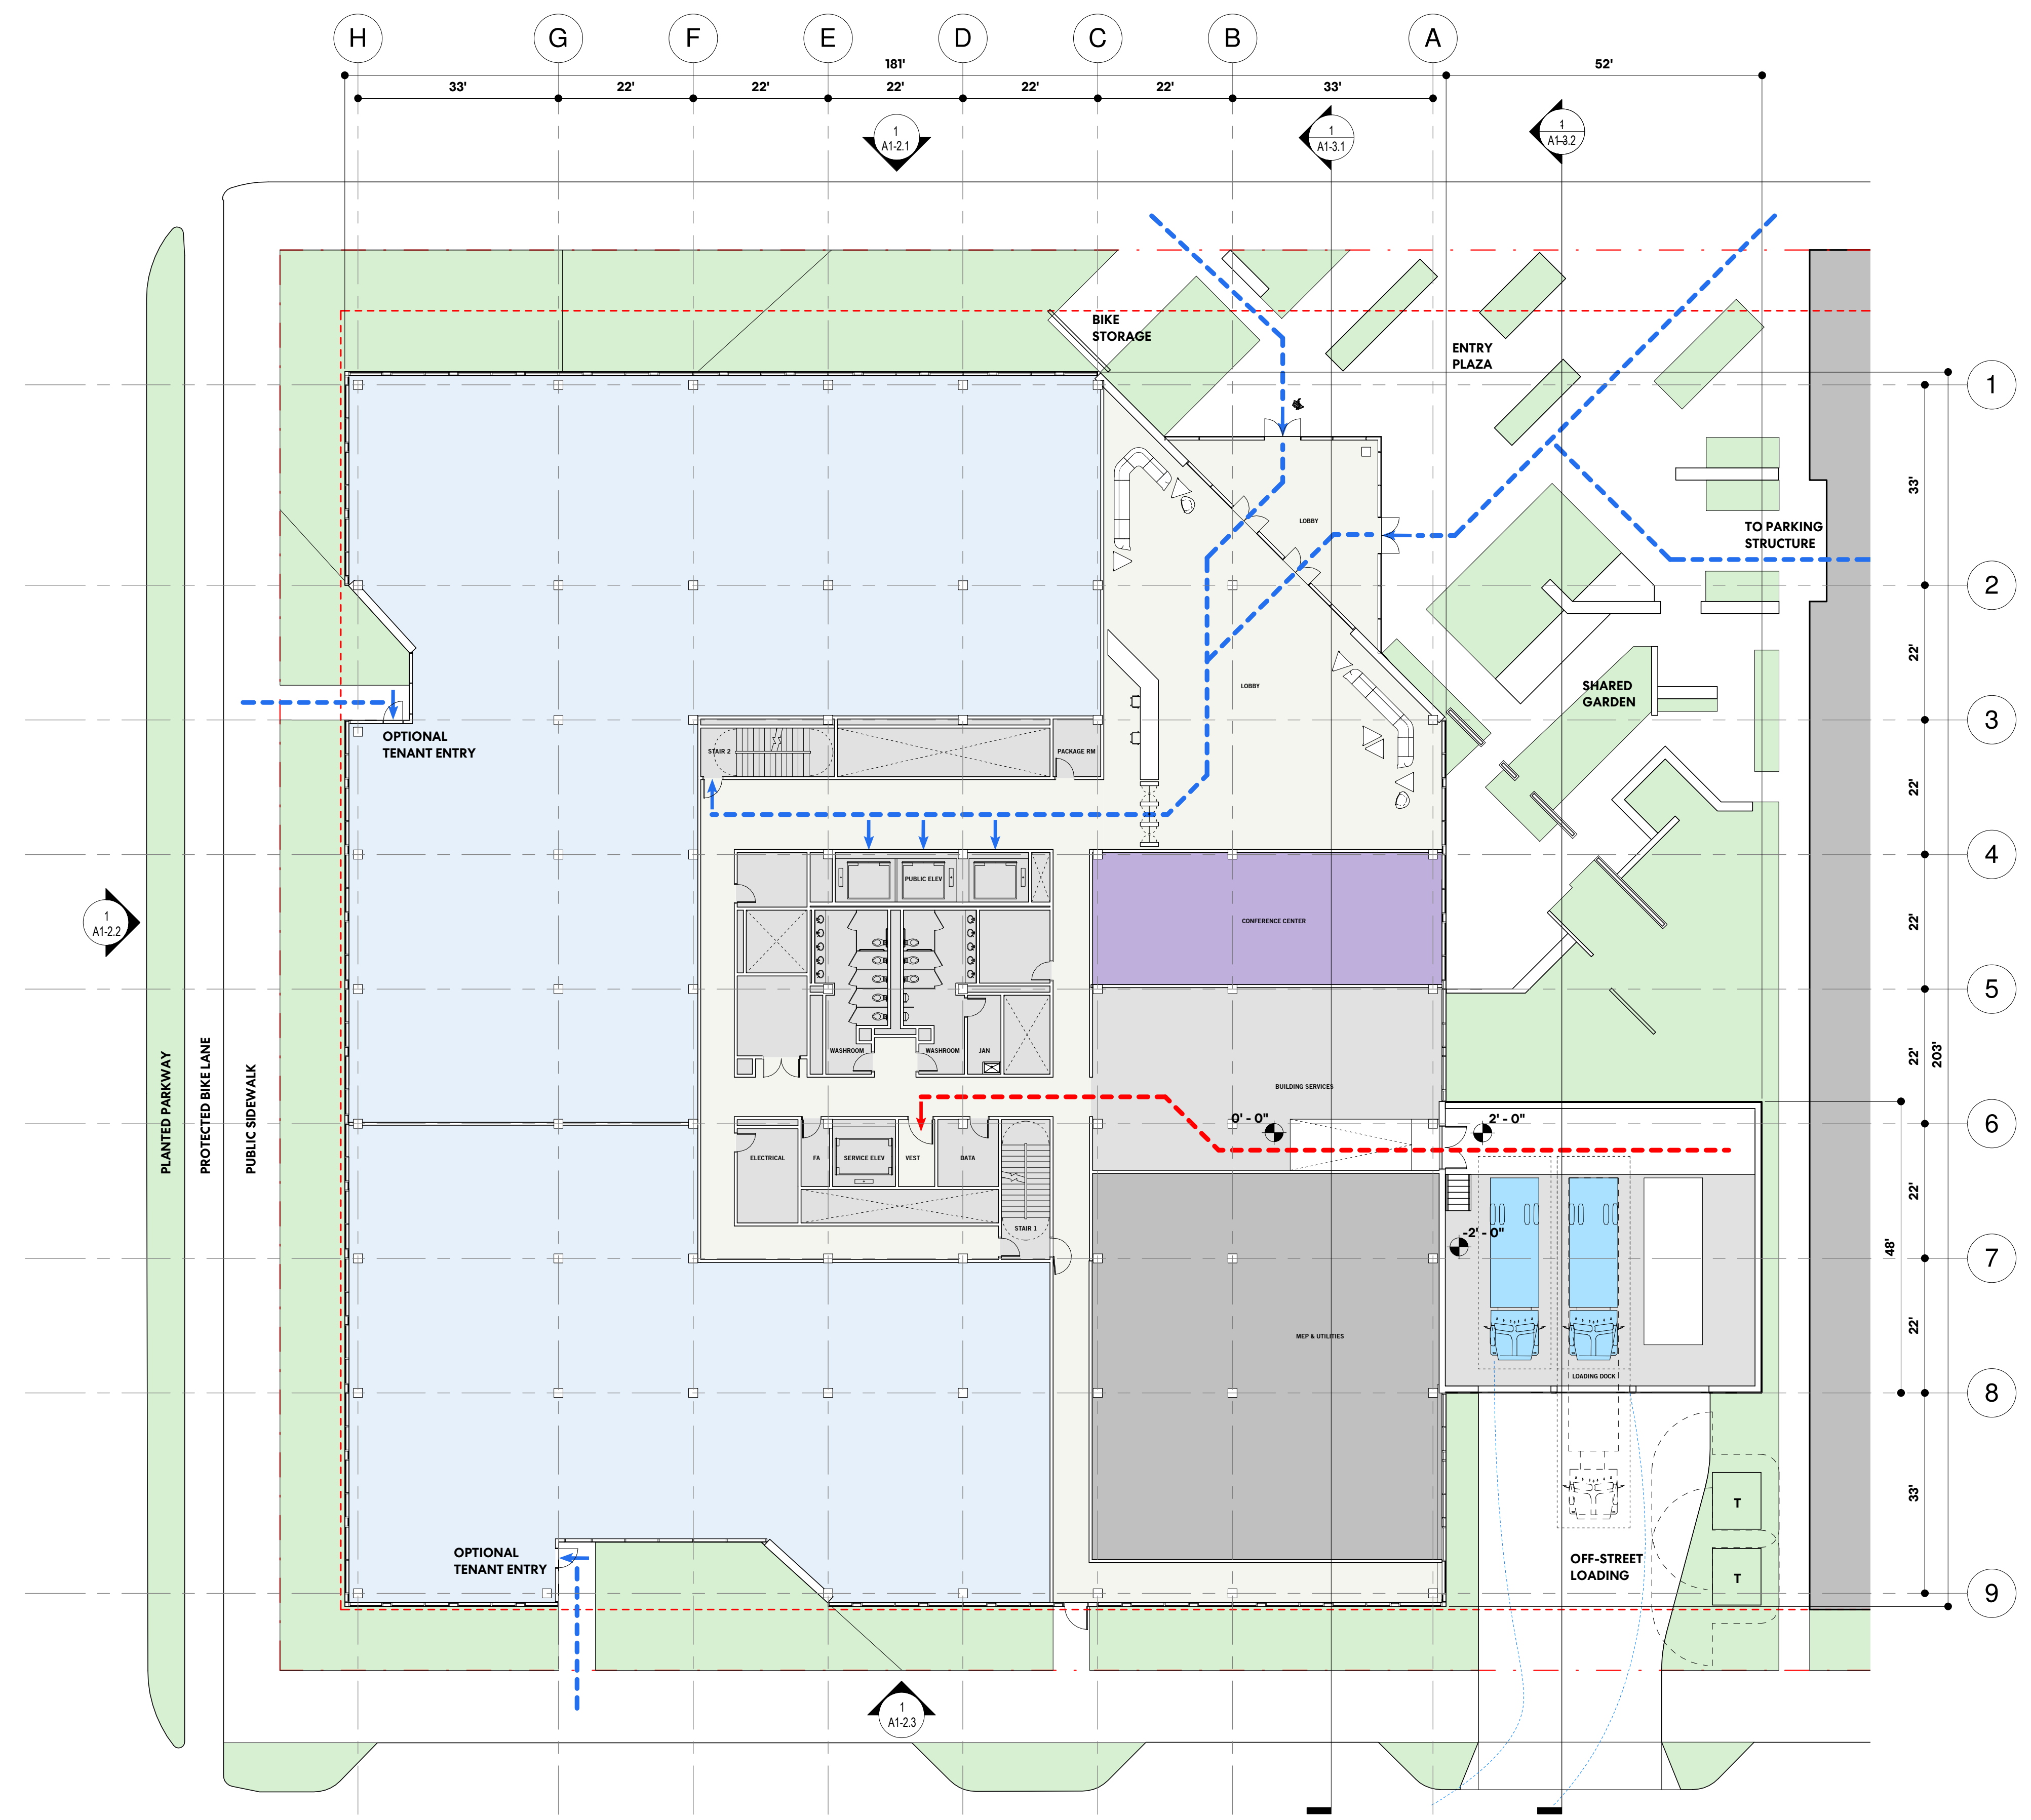 H G F E D C B A
181' 52'
33' 22' 22' 22' 22' 22' 33'
1
A1-2.1
1
A1-3.1
1
A1-3.2
BIKE
STORAGE
ENTRY
PLAZA
1
33'
LOBBY
TO PARKING
STRUCTURE
2
22'
LOBBY
SHARED
GARDEN
3
OPTIONAL
TENANT ENTRY
STAIR 2
PACKAGE RM
22'
4
PUBLIC ELEV
1
A1-2.2
CONFERENCE CENTER
22'
5
PLANTED PARKWAY
PROTECTED BIKE LANE
PUBLIC SIDEWALK
WASHROOM
WASHROOM
JAN
BUILDING SERVICES
22'
203'
0' - 0"
2' - 0"
6
ELECTRICAL
FA
SERVICE ELEV
VEST
DATA
22'
STAIR 1
-2' - 0"
48'
7
MEP & UTILITIES
22'
LOADING DOCK
8
33'
T
OPTIONAL
TENANT ENTRY
OFF-STREET
LOADING
T
9
1
A1-2.3